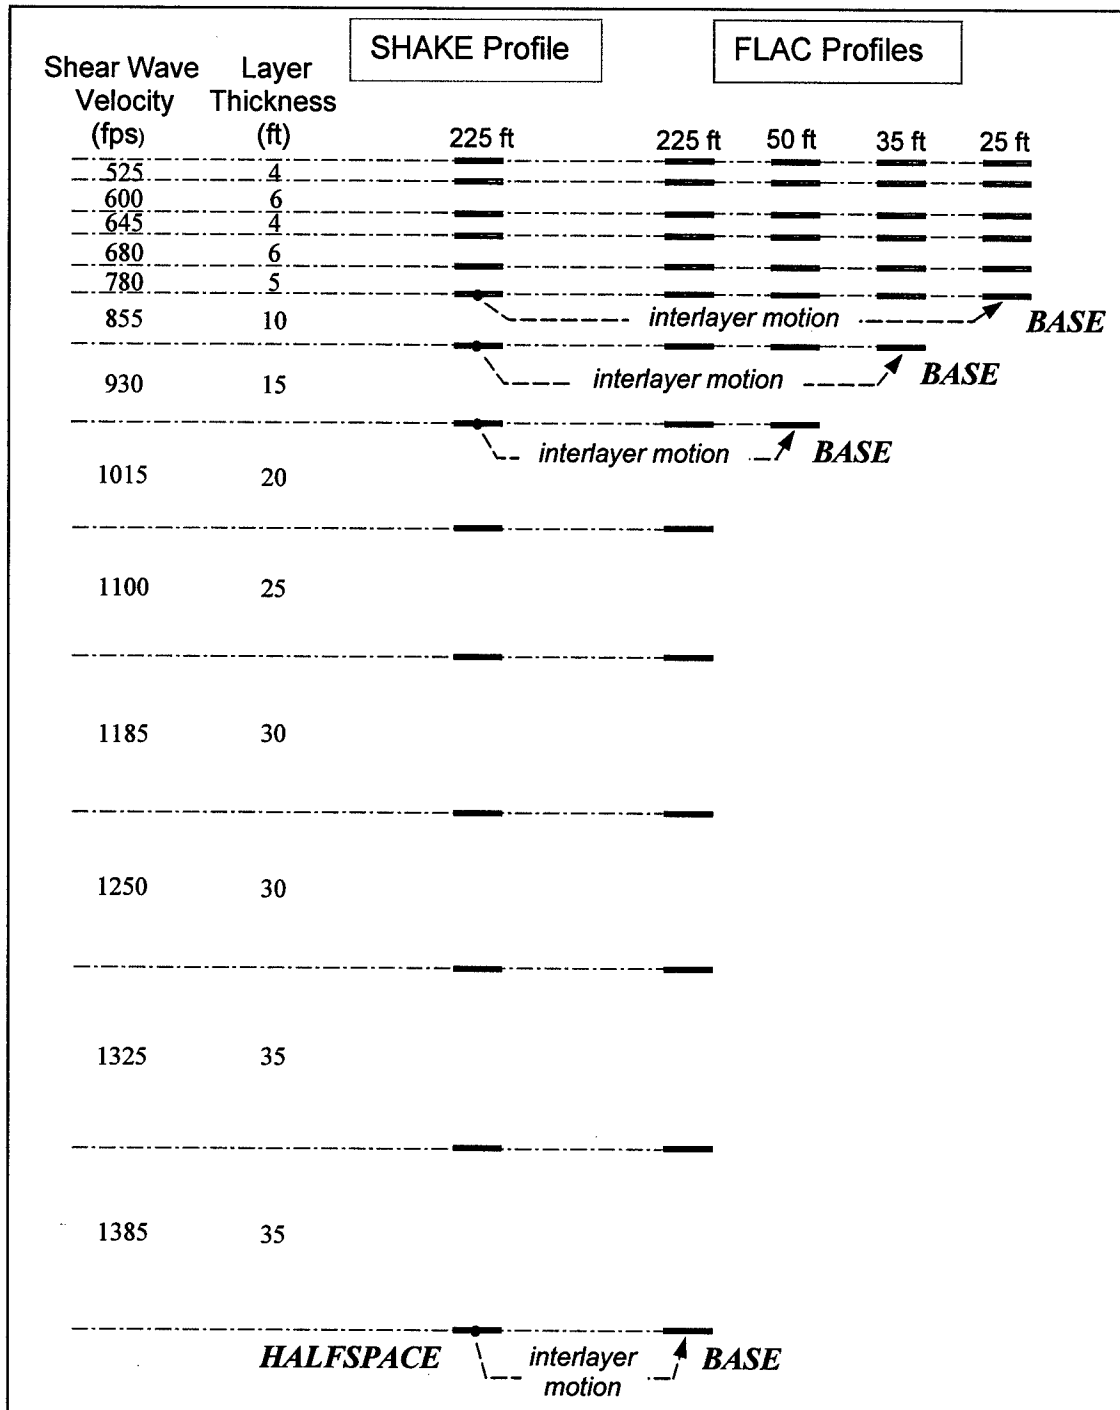 SHAKE Profile
FLAC Profiles
Shear Wave Velocity (fps)
Layer Thickness (ft)
225 ft 225 ft 50 ft 35 ft 25 ft
525 4
600 6
645 4
680 6
780 5
855 10 interlayer motion BASE
930 15 interlayer motion BASE
interlayer motion BASE
1015 20
1100 25
1185 30
1250 30
1325 35
1385 35
HALFSPACE interlayer motion BASE